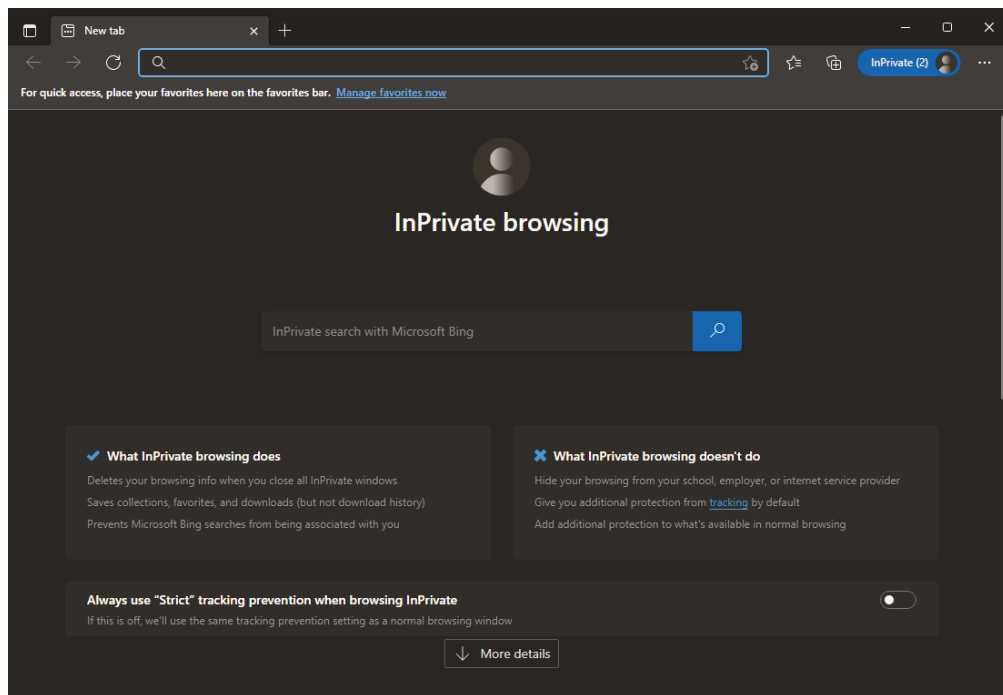 New tab
InPrivate (2)
For quick access, place your favorites here on the favorites bar. Manage favorites now
InPrivate browsing
InPrivate search with Microsoft Bing
What InPrivate browsing does
Deletes your browsing info when you close all InPrivate windows
Saves collections, favorites, and downloads (but not download history)
Prevents Microsoft Bing searches from being associated with you
What InPrivate browsing doesn't do
Hide your browsing from your school, employer, or internet service provider
Give you additional protection from tracking by default
Add additional protection to what's available in normal browsing
Always use “Strict” tracking prevention when browsing InPrivate
If this is off, we'll use the same tracking prevention setting as a normal browsing window
More details